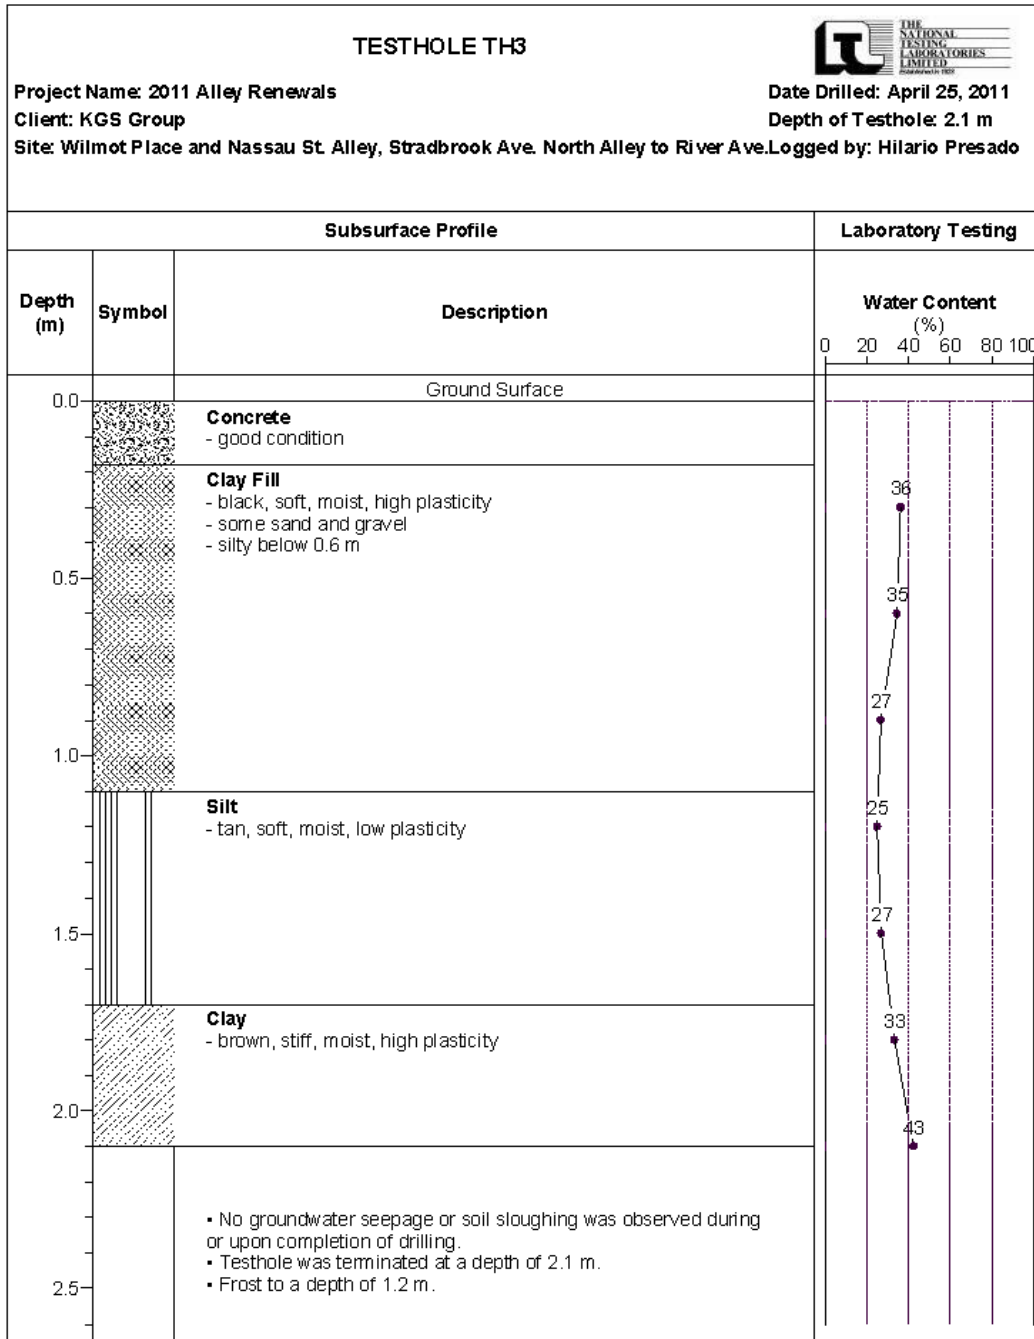 TESTHOLE TH3
THE
NATIONAL
TESTING
LABORATORIES
LIMITED
Established in 1923
Project Name: 2011 Alley Renewals
Date Drilled: April 25, 2011
Client: KGS Group
Depth of Testhole: 2.1 m
Site: Wilmot Place and Nassau St. Alley, Stradbrook Ave. North Alley to River Ave.
Logged by: Hilario Presado
Subsurface Profile
Laboratory Testing
Depth
(m)
Symbol
Description
Water Content
(%)
0 20 40 60 80 100
Ground Surface
0.0
Concrete
- good condition
Clay Fill
- black, soft, moist, high plasticity
- some sand and gravel
- silty below 0.6 m
36
0.5
35
27
1.0
Silt
- tan, soft, moist, low plasticity
25
27
1.5
Clay
- brown, stiff, moist, high plasticity
33
2.0
43
▪ No groundwater seepage or soil sloughing was observed during
or upon completion of drilling.
▪ Testhole was terminated at a depth of 2.1 m.
▪ Frost to a depth of 1.2 m.
2.5